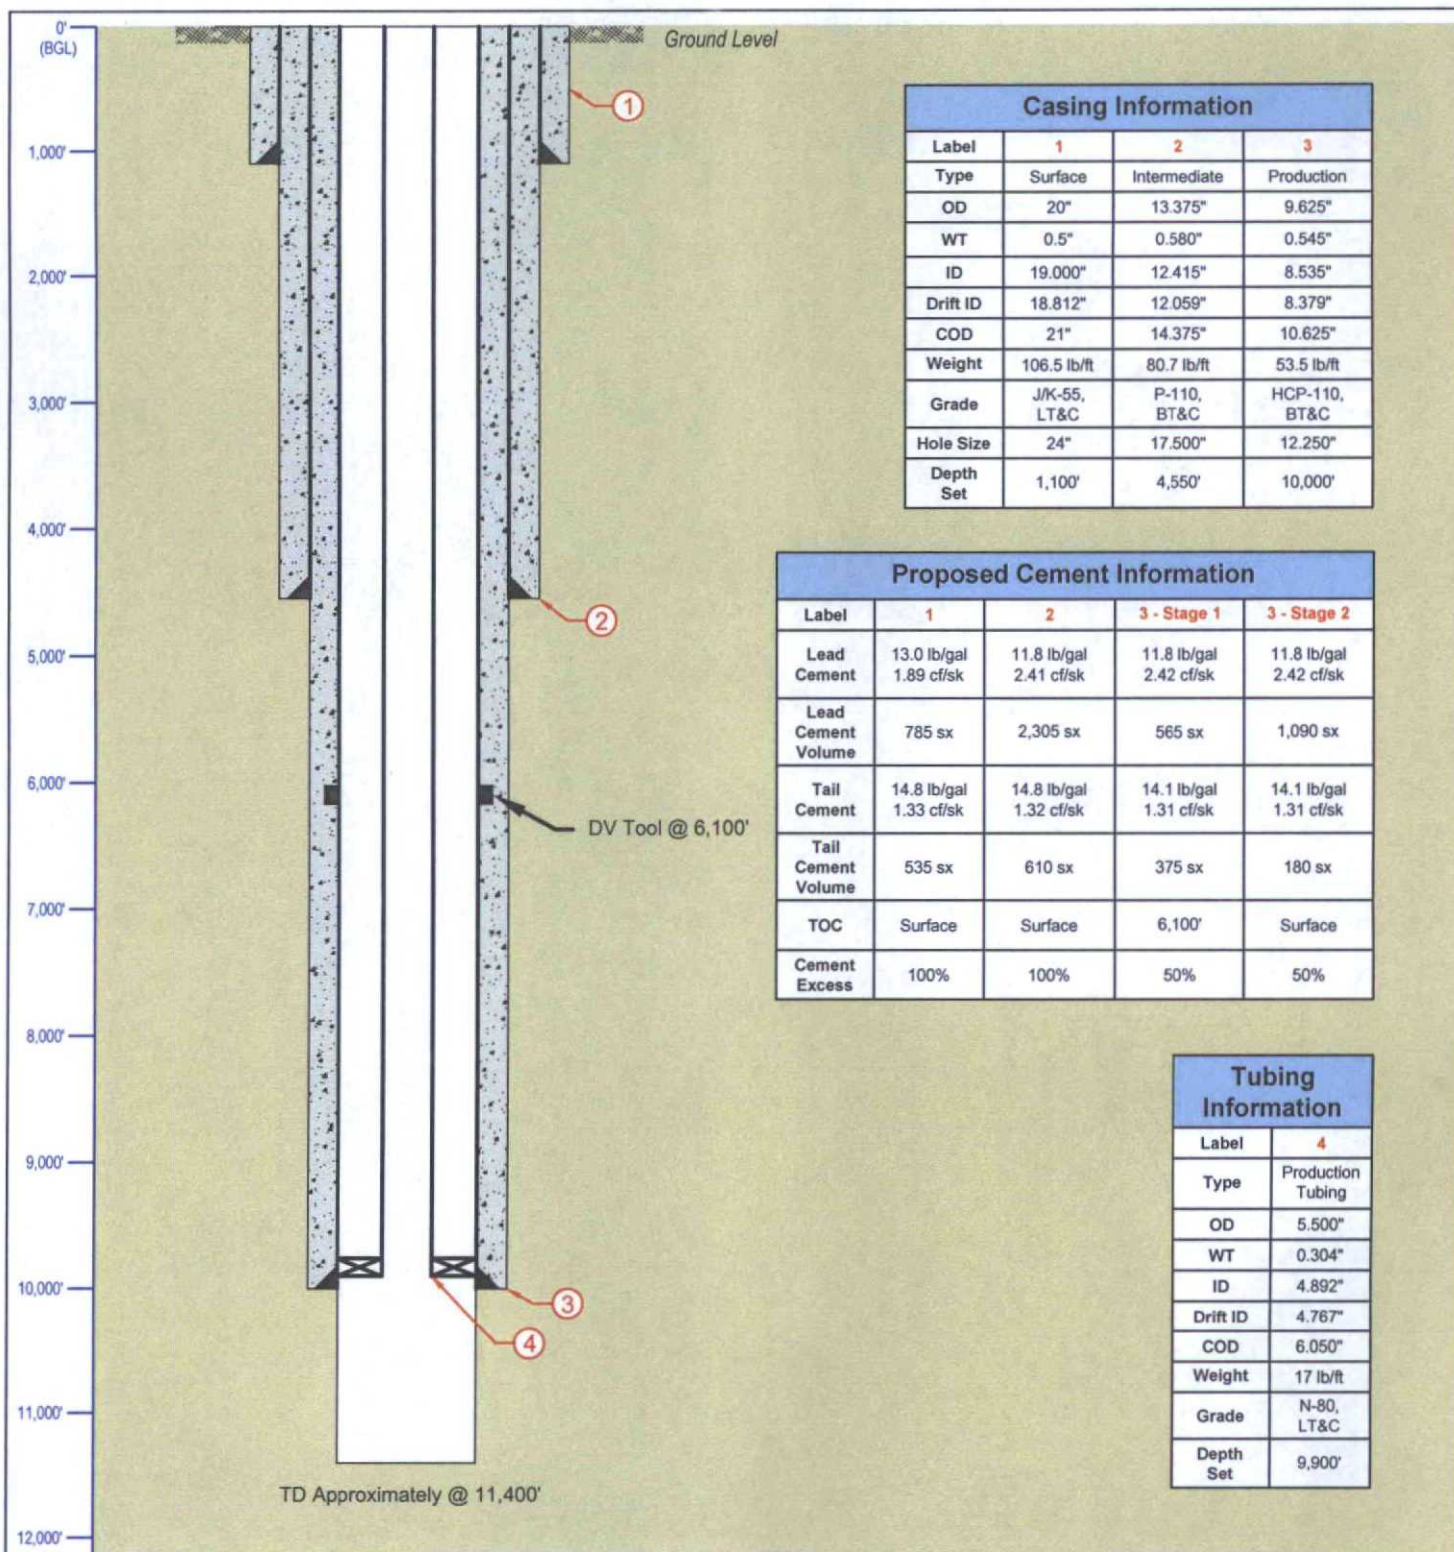 0'
(BGL)
Ground Level
1
1,000'
2,000'
3,000'
4,000'
2
5,000'
6,000'
DV Tool @ 6,100'
7,000'
8,000'
9,000'
10,000'
3
4
11,000'
TD Approximately @ 11,400'
12,000'
Casing Information
Label 1 2 3
Type Surface Intermediate Production
OD 20" 13.375" 9.625"
WT 0.5" 0.580" 0.545"
ID 19.000" 12.415" 8.535"
Drift ID 18.812" 12.059" 8.379"
COD 21" 14.375" 10.625"
Weight 106.5 lb/ft 80.7 lb/ft 53.5 lb/ft
Grade J/K-55, LT&C P-110, BT&C HCP-110, BT&C
Hole Size 24" 17.500" 12.250"
Depth Set 1,100' 4,550' 10,000'
Proposed Cement Information
Label 1 2 3 - Stage 1 3 - Stage 2
Lead Cement 13.0 lb/gal 1.89 cf/sk 11.8 lb/gal 2.41 cf/sk 11.8 lb/gal 2.42 cf/sk 11.8 lb/gal 2.42 cf/sk
Lead Cement Volume 785 sx 2,305 sx 565 sx 1,090 sx
Tail Cement 14.8 lb/gal 1.33 cf/sk 14.8 lb/gal 1.32 cf/sk 14.1 lb/gal 1.31 cf/sk 14.1 lb/gal 1.31 cf/sk
Tail Cement Volume 535 sx 610 sx 375 sx 180 sx
TOC Surface Surface 6,100' Surface
Cement Excess 100% 100% 50% 50%
Tubing
Information
Label 4
Type Production Tubing
OD 5.500"
WT 0.304"
ID 4.892"
Drift ID 4.767"
COD 6.050"
Weight 17 lb/ft
Grade N-80, LT&C
Depth Set 9,900'